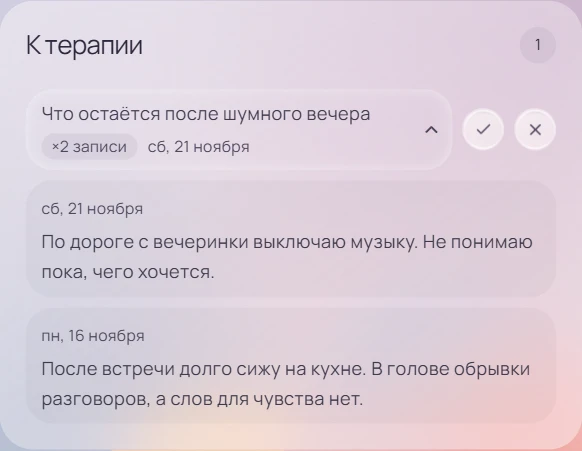 К терапии
1
Что остаётся после шумного вечера
×2 записи сб, 21 ноября
сб, 21 ноября
По дороге с вечеринки выключаю музыку. Не понимаю
пока, чего хочется.
пн, 16 ноября
После встречи долго сижу на кухне. В голове обрывки
разговоров, а слов для чувства нет.